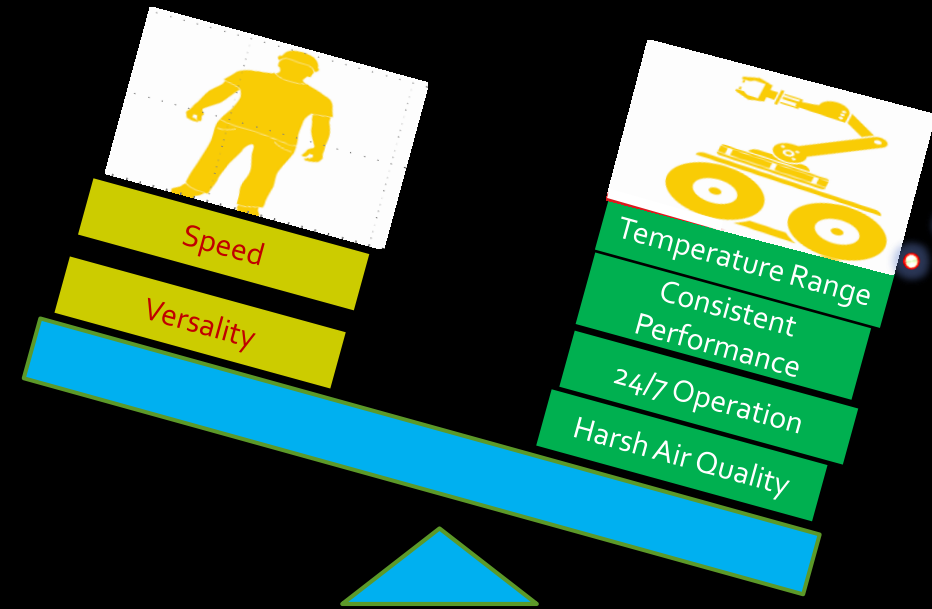 Speed
Versality
Temperature Range
Consistent
Performance
24/7 Operation
Harsh Air Quality